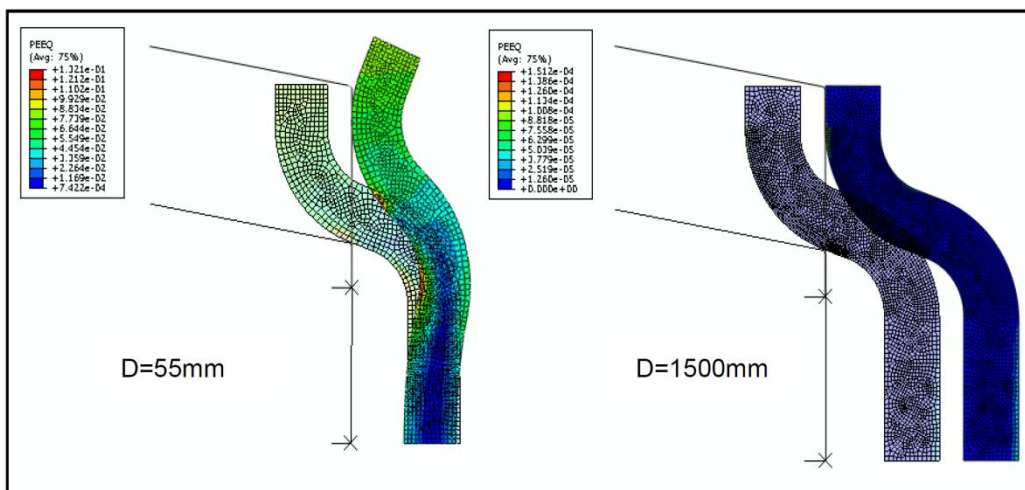 PEEQ
(Avg: 75%)
+1.321e-01
+1.212e-01
+1.102e-01
+9.929e-02
+8.834e-02
+7.739e-02
+6.644e-02
+5.549e-02
+4.454e-02
+3.359e-02
+2.264e-02
+1.169e-02
+7.422e-04
D=55mm
PEEQ
(Avg: 75%)
+1.512e-04
+1.386e-04
+1.260e-04
+1.134e-04
+1.008e-04
+8.818e-05
+7.558e-05
+6.299e-05
+5.039e-05
+3.779e-05
+2.519e-05
+1.260e-05
+0.000e+00
D=1500mm